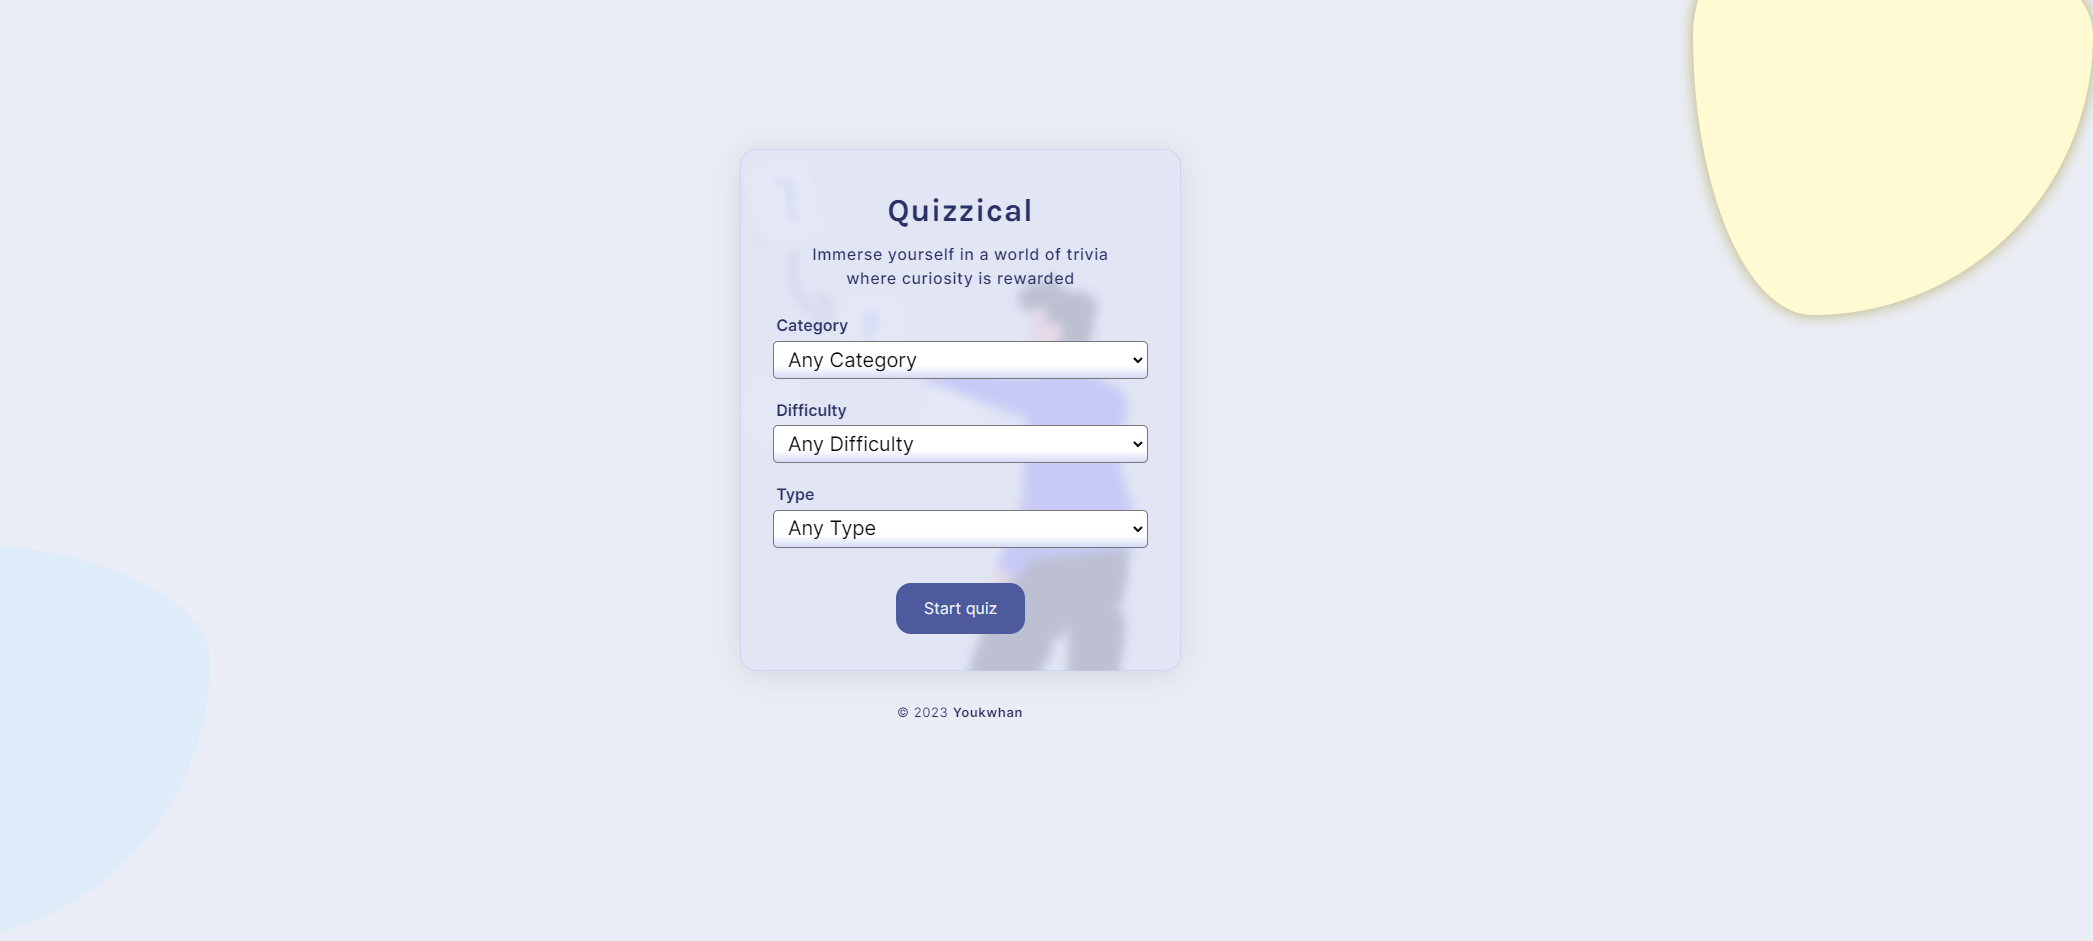 Quizzical
Immerse yourself in a world of trivia
where curiosity is rewarded
Category
Any Category
Difficulty
Any Difficulty
Type
Any Type
Start quiz
© 2023 Youkwhan